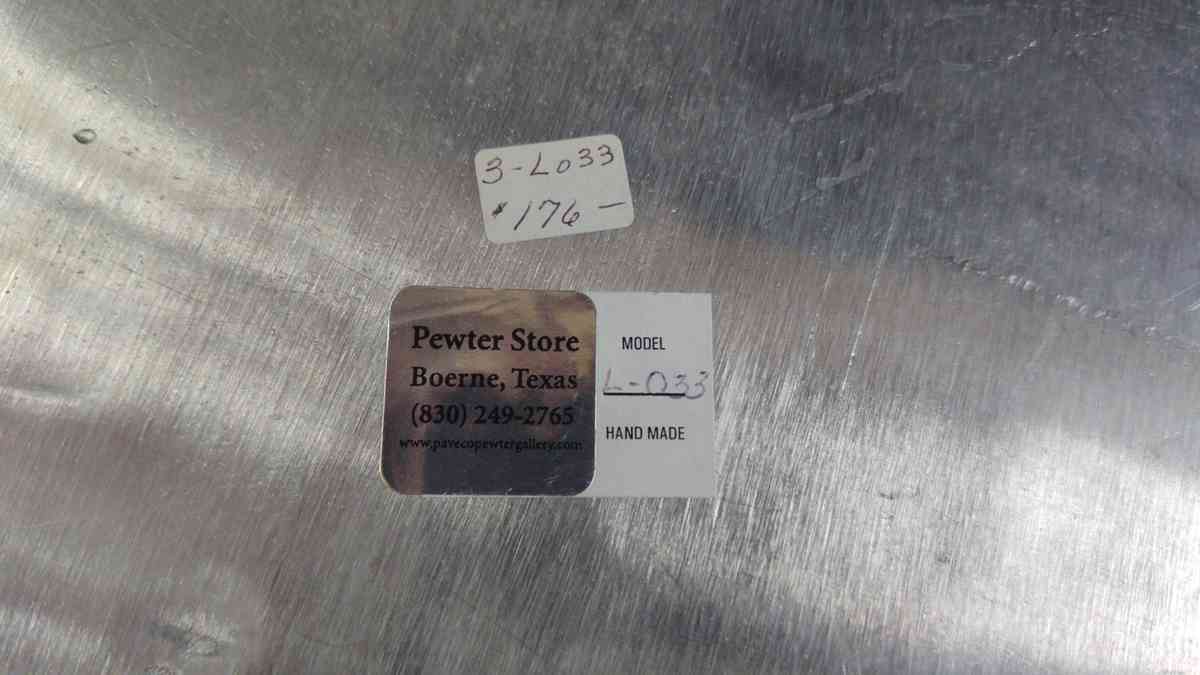 3-L033
$176-
Pewter Store
Boerne, Texas
(830) 249-2765
www.pavecopewtergallery.com
MODEL
L-033
HAND MADE